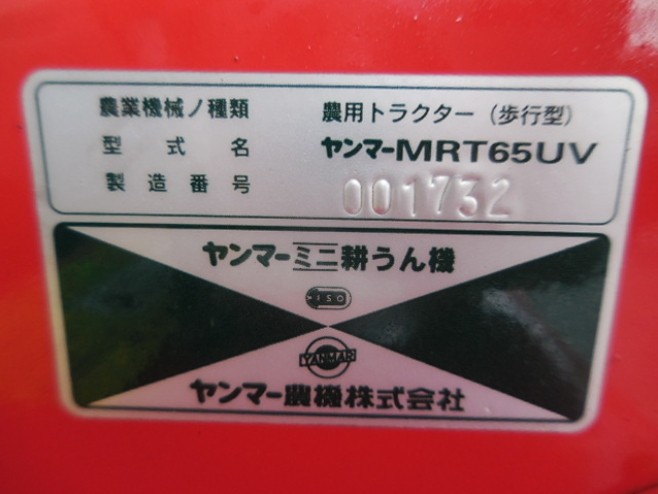 農業機械ノ種類 農用トラクター (歩行型)
型式名 ヤンマーMRT65UV
製造番号 001732
ヤンマーミニ耕うん機
ISO
YANMAR
ヤンマー農機株式会社